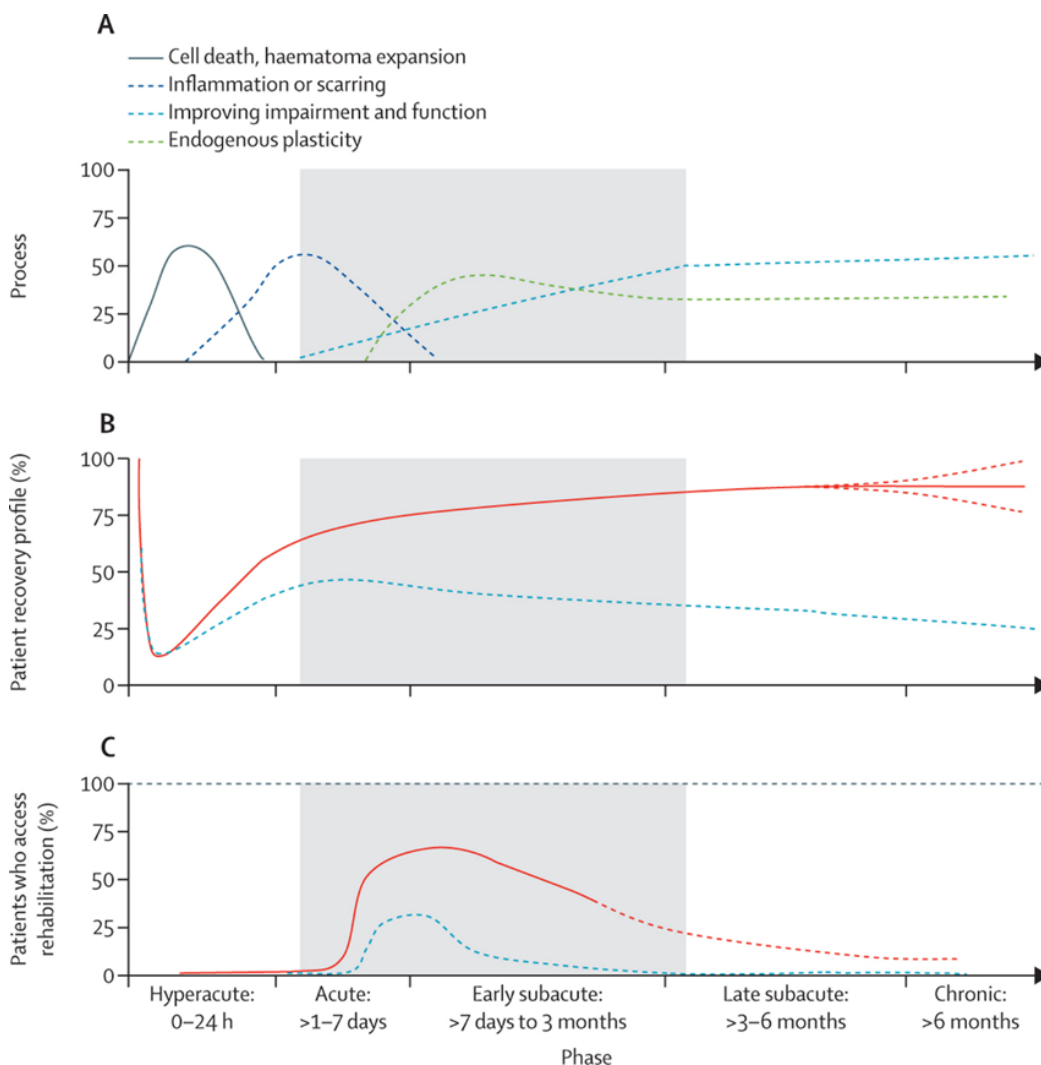 A
Cell death, haematoma expansion
Inflammation or scarring
Improving impairment and function
Endogenous plasticity
100
75
50
25
0
Process
B
100
75
50
25
0
Patient recovery profile (%)
C
100
75
50
25
0
Patients who access
rehabilitation (%)
Hyperacute:
0–24 h
Acute:
>1–7 days
Early subacute:
>7 days to 3 months
Late subacute:
>3–6 months
Chronic:
>6 months
Phase